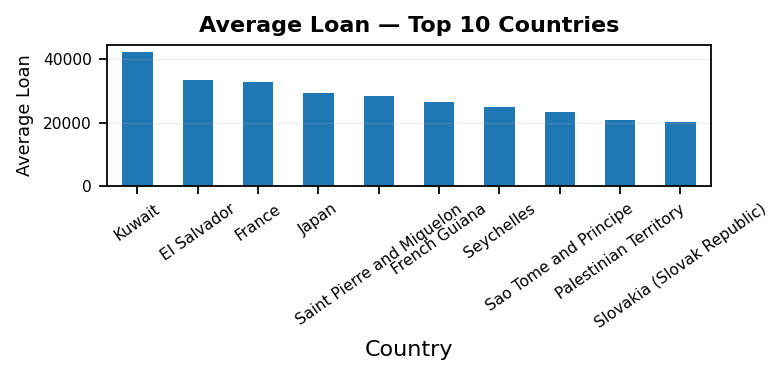 Average Loan — Top 10 Countries
Average Loan
40000
20000
0
Kuwait
El Salvador
France
Japan
Saint Pierre and Miquelon
French Guiana
Seychelles
Sao Tome and Principe
Palestinian Territory
Slovakia (Slovak Republic)
Country